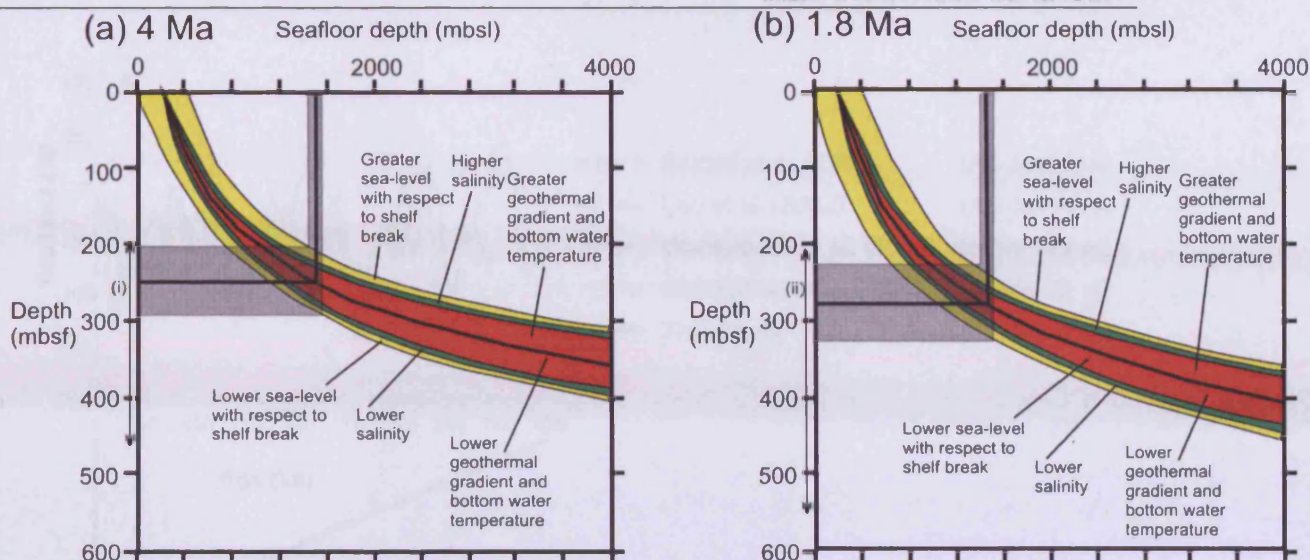 (a) 4 Ma
Seafloor depth (mbsl)
0
2000
4000
0
100
200
300
400
500
600
(i)
Depth
(mbsf)
Greater
sea-level
with respect
to shelf
break
Higher
salinity
Greater
geothermal
gradient and
bottom water
temperature
Lower sea-level
with respect to
shelf break
Lower
salinity
Lower
geothermal
gradient and
bottom water
temperature
(b) 1.8 Ma
Seafloor depth (mbsl)
0
2000
4000
0
100
200
300
400
500
600
(ii)
Depth
(mbsf)
Greater
sea-level
with respect
to shelf
break
Higher
salinity
Greater
geothermal
gradient and
bottom water
temperature
Lower sea-level
with respect to
shelf break
Lower
salinity
Lower
geothermal
gradient and
bottom water
temperature